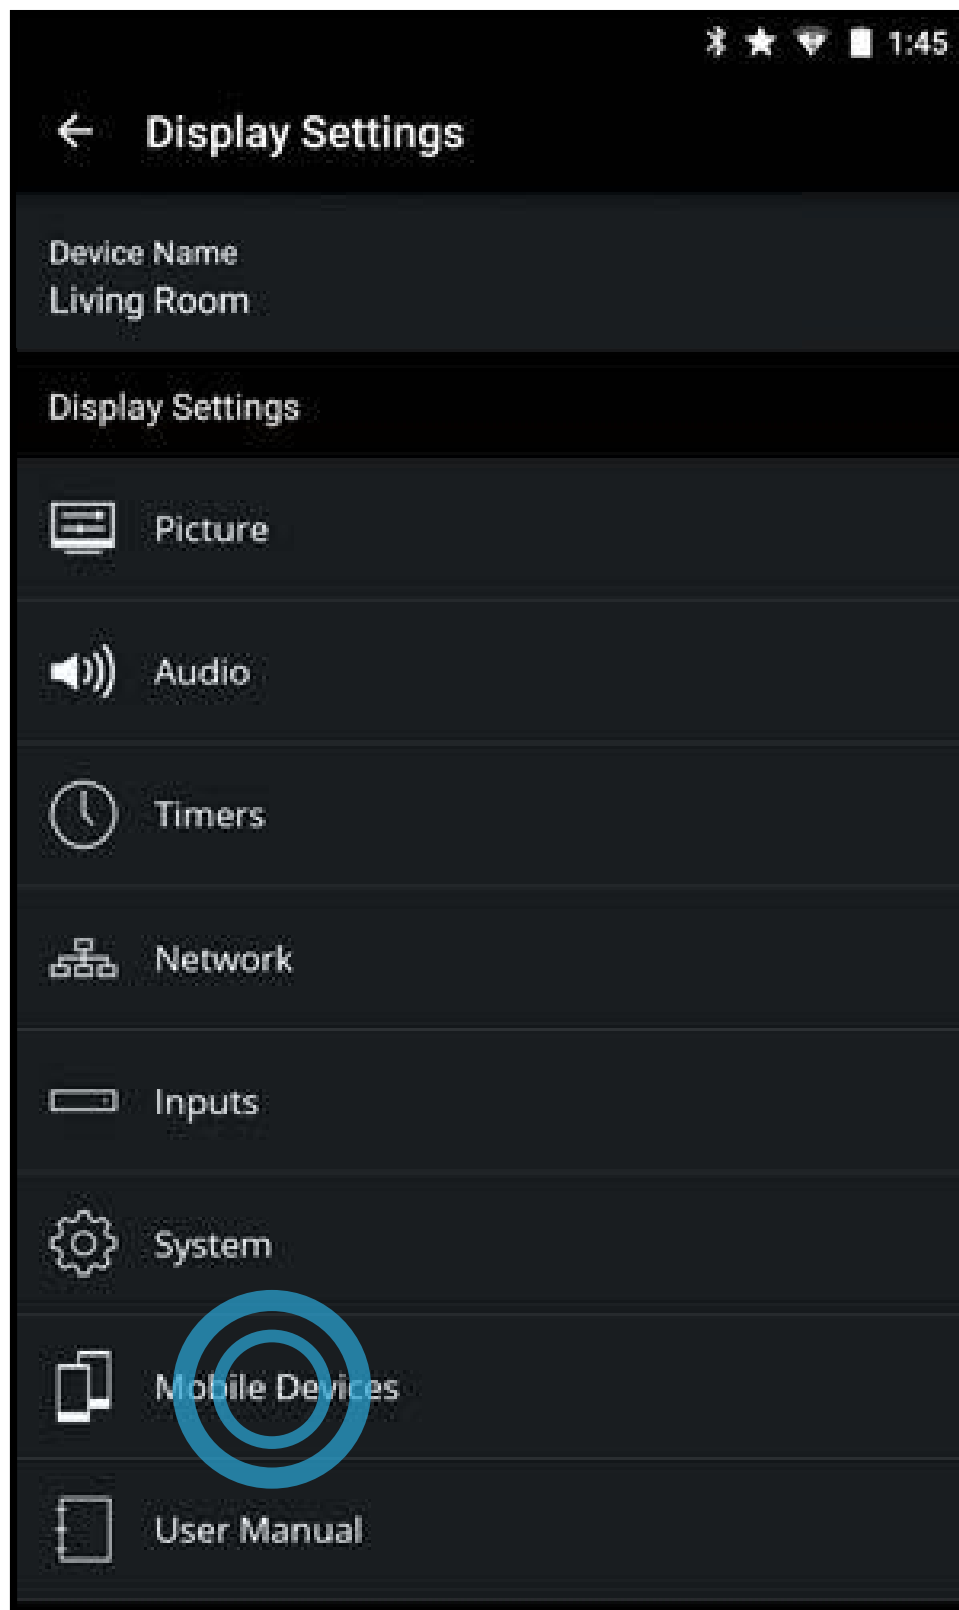 1:45
Display Settings
Device Name
Living Room
Display Settings
Picture
Audio
Timers
Network
Inputs
System
Mobile Devices
User Manual